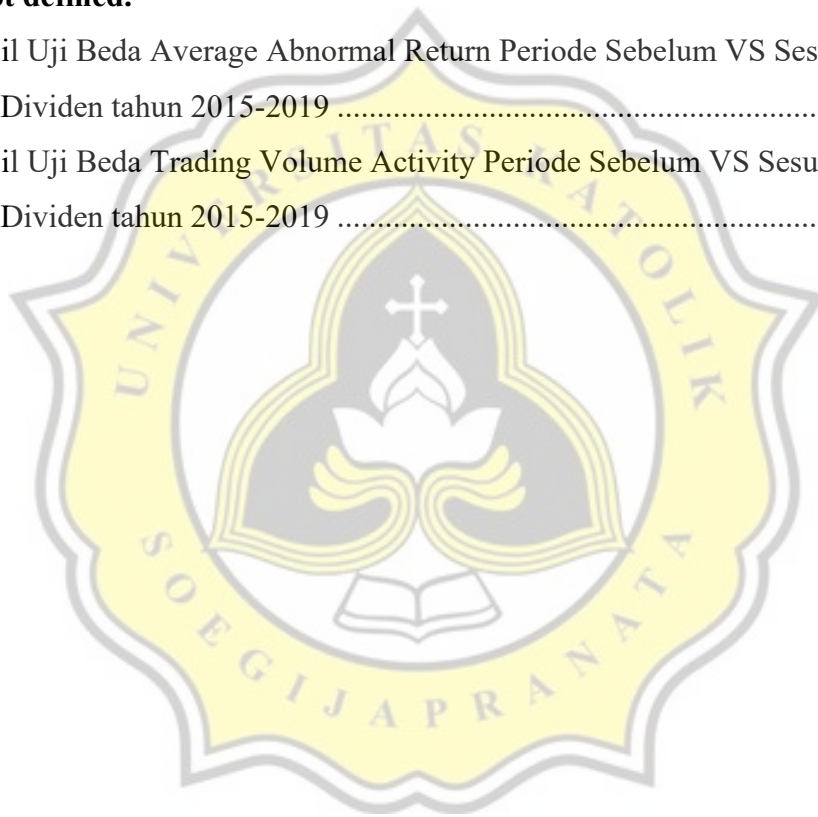 ot defined.
il Uji Beda Average Abnormal Return Periode Sebelum VS Ses
Dividen tahun 2015-2019 ................................................................
il Uji Beda Trading Volume Activity Periode Sebelum VS Sesu
Dividen tahun 2015-2019 ................................................................
UNIVERSITAS KATOLIK
SOEGIJAPRANATA